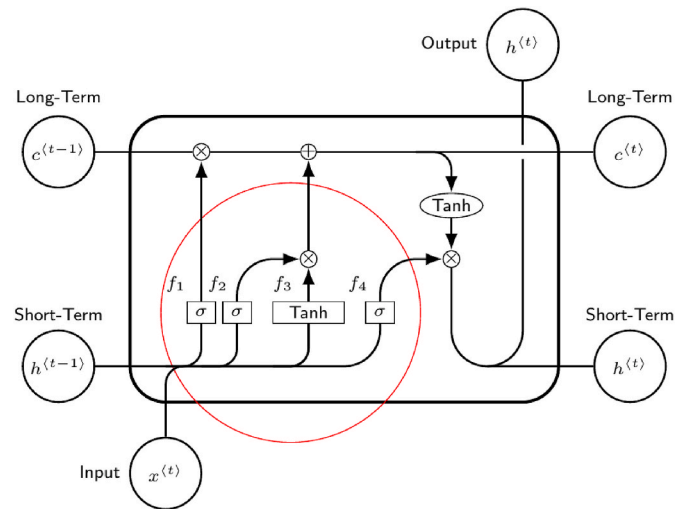 Output
h⟨t⟩
Long-Term
Long-Term
c⟨t−1⟩
⊗
⊕
c⟨t⟩
Tanh
⊗
⊗
f₁
f₂
f₃
f₄
σ
σ
Tanh
σ
Short-Term
Short-Term
h⟨t−1⟩
h⟨t⟩
Input
x⟨t⟩